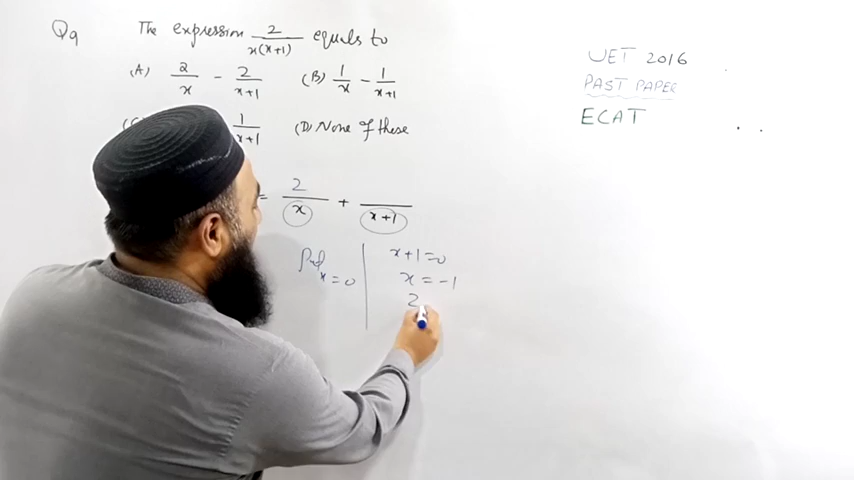 Q9 The expression 2/x(x+1) equals to
(A) 2/x - 2/x+1 (B) 1/x - 1/x+1
1/x+1 (D) None of these
= 2/x + /x+1
Put x=0
x+1=0
x=-1
2
UET 2016
PAST PAPER
ECAT